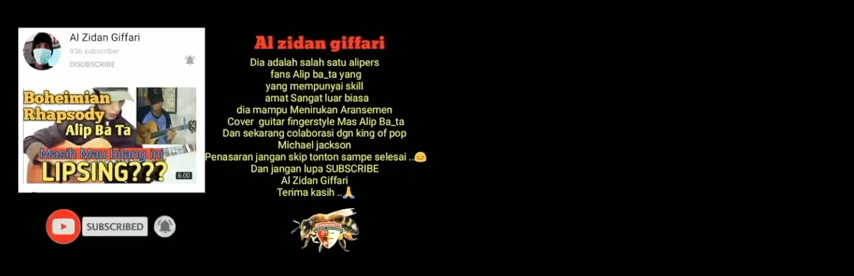 Al Zidan Giffari
936 subscriber
DISUBSCRIBE
Boheimian
Rhapsody
Alip Ba Ta
Masih Mau bilang ini
LIPSING???
6.00
SUBSCRIBED
Al zidan giffari
Dia adalah salah satu alipers
fans Alip ba_ta yang
yang mempunyai skill
amat Sangat luar biasa
dia mampu Menirukan Aransemen
Cover guitar fingerstyle Mas Alip Ba_ta
Dan sekarang colaborasi dgn king of pop
Michael jackson
Penasaran jangan skip tonton sampe selesai ..😊
Dan jangan lupa SUBSCRIBE
Al Zidan Giffari
Terima kasih ..🙏